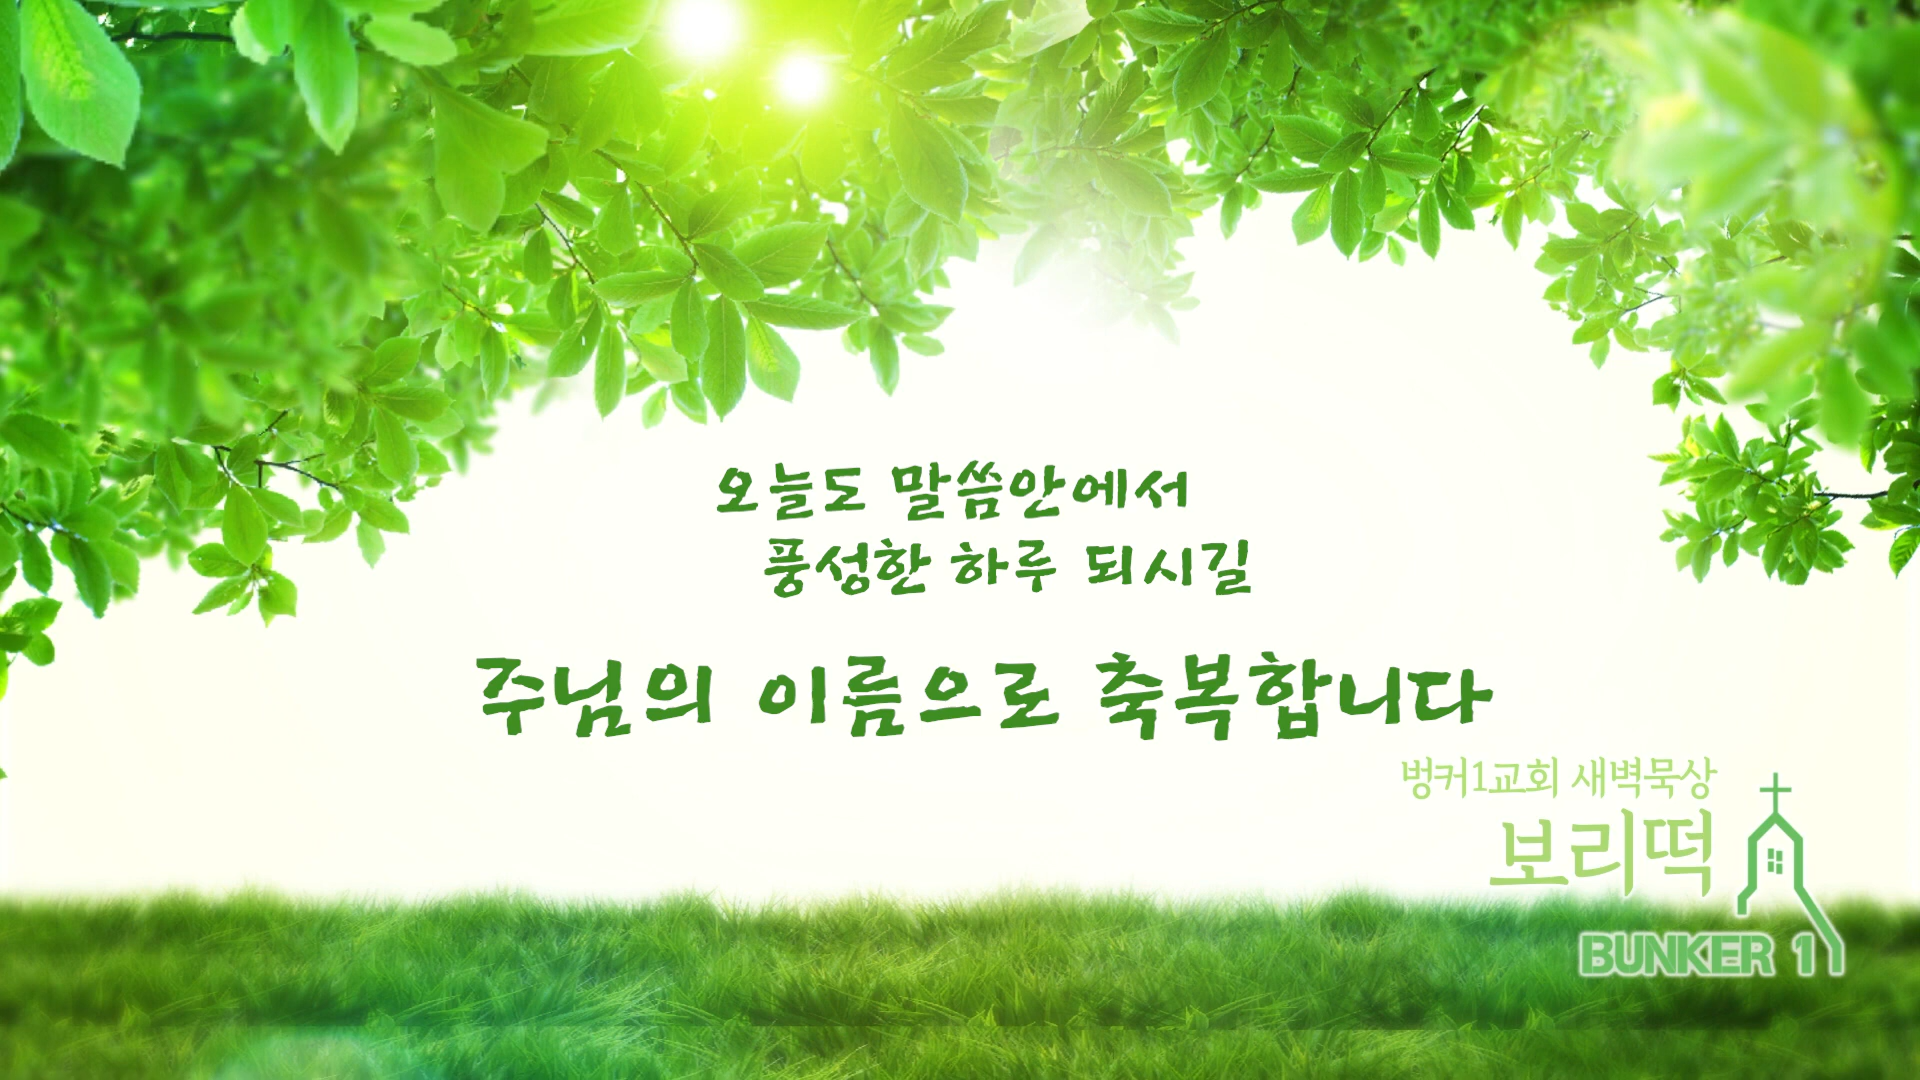 오늘도 말씀안에서
풍성한 하루 되시길
주님의 이름으로 축복합니다
벙커1교회 새벽묵상
보리떡
BUNKER 1